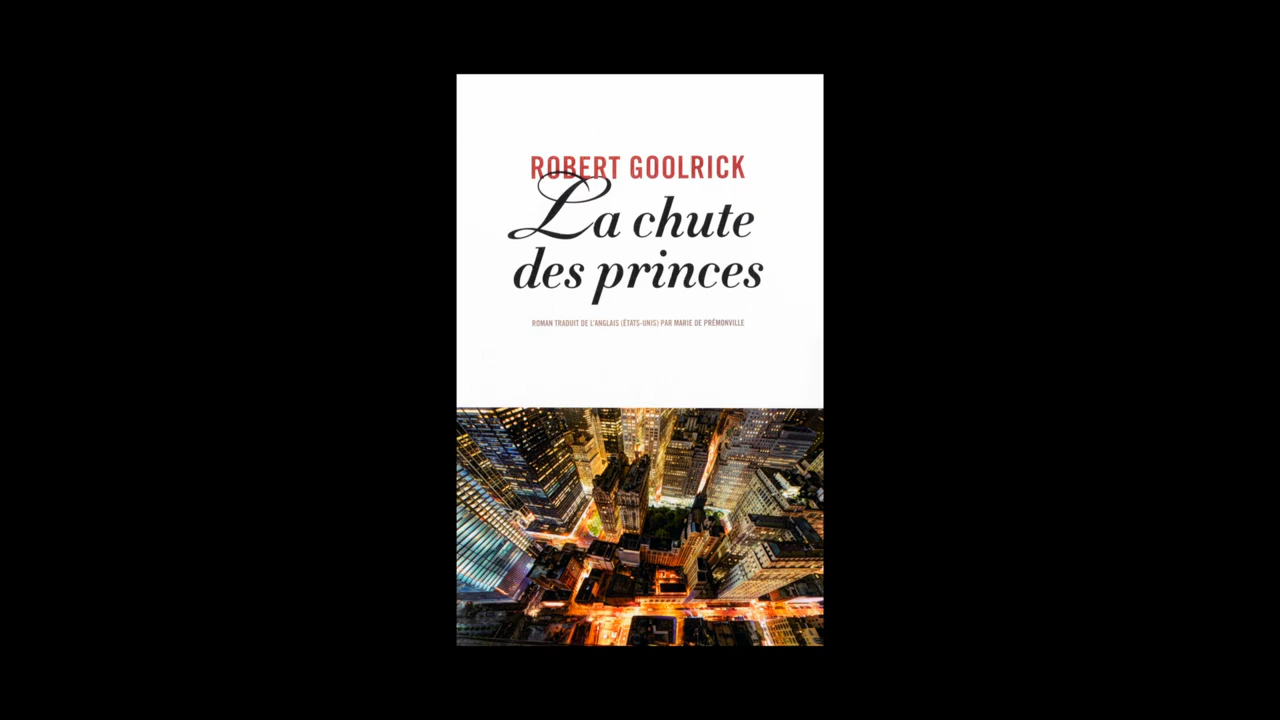 ROBERT GOOLRICK
La chute
des princes
ROMAN TRADUIT DE L'ANGLAIS (ÉTATS-UNIS) PAR MARIE DE PRÉMONVILLE